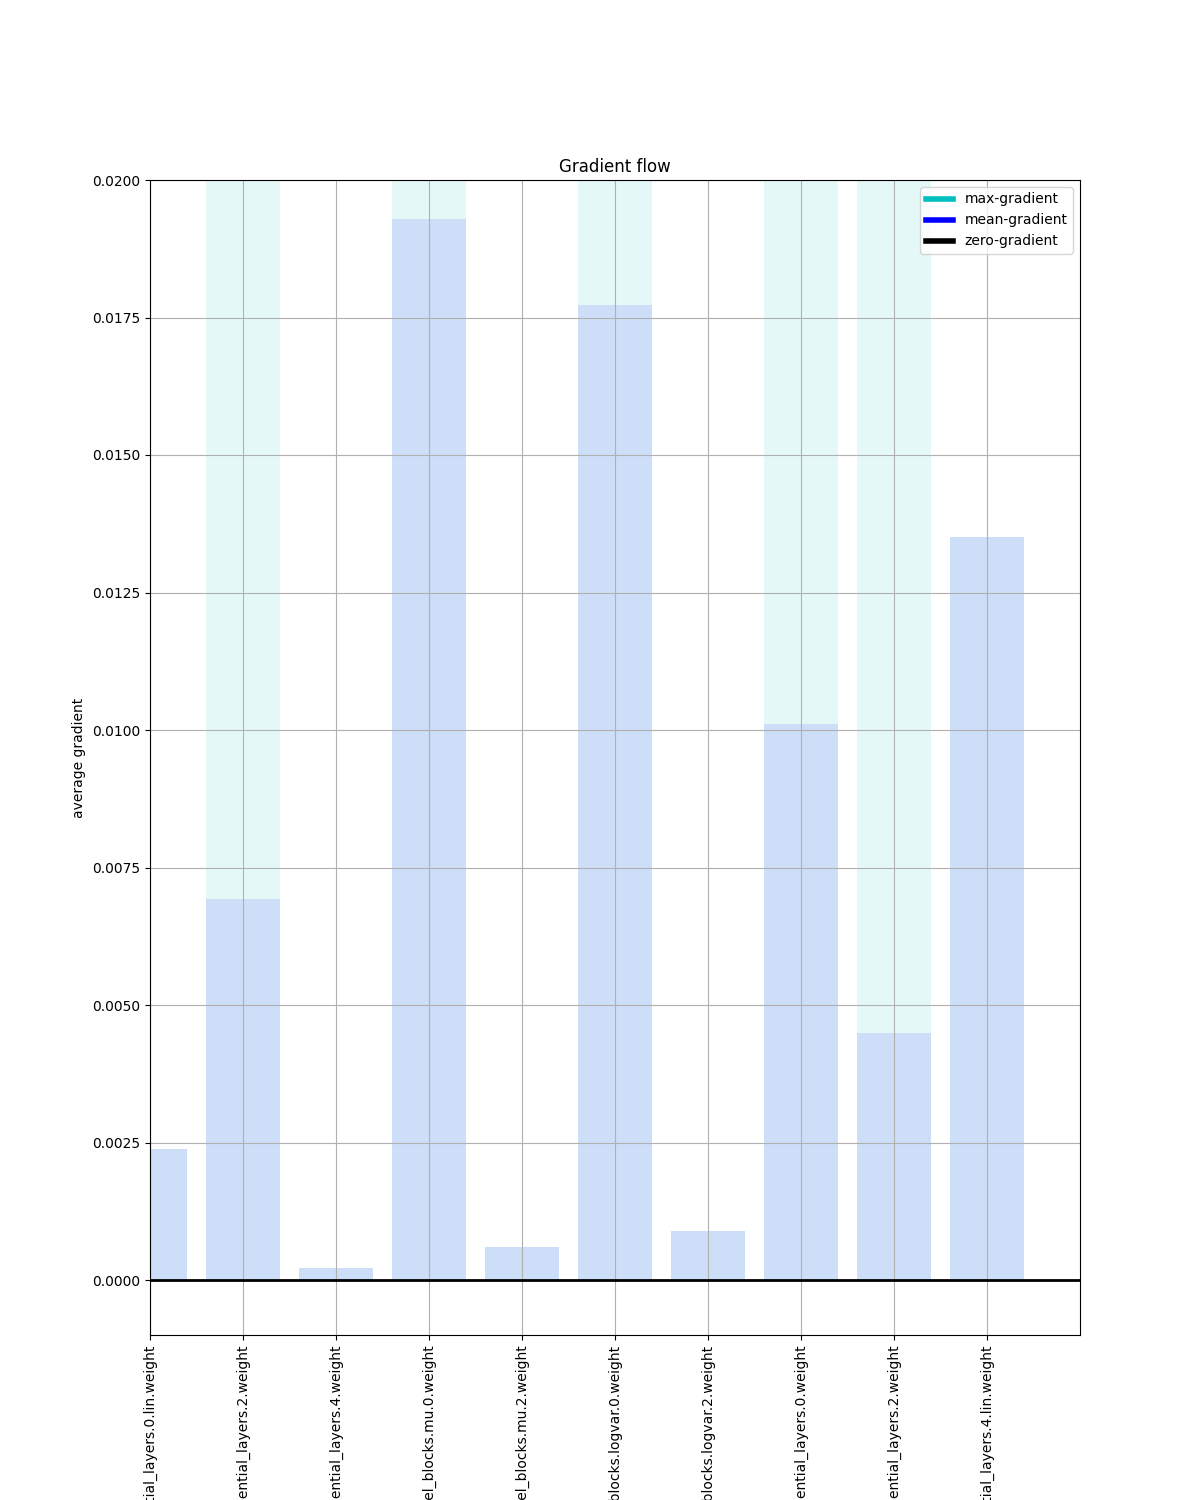 Gradient flow
max-gradient
mean-gradient
zero-gradient
average gradient
0.0200
0.0175
0.0150
0.0125
0.0100
0.0075
0.0050
0.0025
0.0000
tial_layers.0.lin.weight
ential_layers.2.weight
ential_layers.4.weight
el_blocks.mu.0.weight
el_blocks.mu.2.weight
blocks.logvar.0.weight
blocks.logvar.2.weight
ential_layers.0.weight
ential_layers.2.weight
tial_layers.4.lin.weight